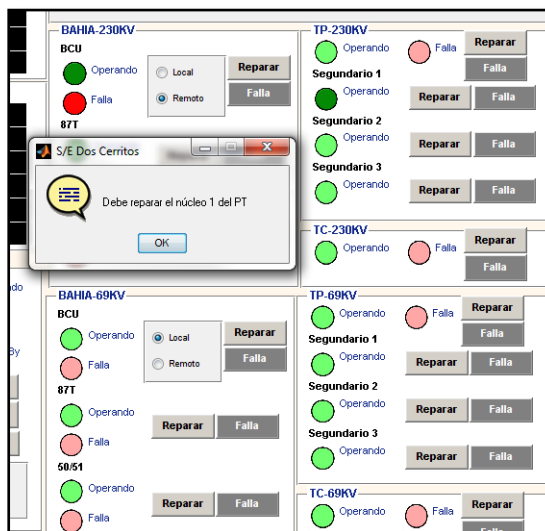 BAHIA-230KV
BCU
Operando
Falla
Local
Remoto
Reparar
Falla
87T
S/E Dos Cerritos
Debe reparar el núcleo 1 del PT
OK
TP-230KV
Operando
Falla
Reparar
Falla
Segundario 1
Operando
Reparar
Falla
Segundario 2
Operando
Reparar
Falla
Segundario 3
Operando
Reparar
Falla
TC-230KV
Operando
Falla
Reparar
Falla
do
By
BAHIA-69KV
BCU
Operando
Falla
Local
Remoto
Reparar
Falla
87T
Operando
Falla
Reparar
Falla
50/51
Operando
Falla
Reparar
Falla
TP-69KV
Operando
Falla
Reparar
Falla
Segundario 1
Operando
Reparar
Falla
Segundario 2
Operando
Reparar
Falla
Segundario 3
Operando
Reparar
Falla
TC-69KV
Operando
Falla
Reparar
Falla